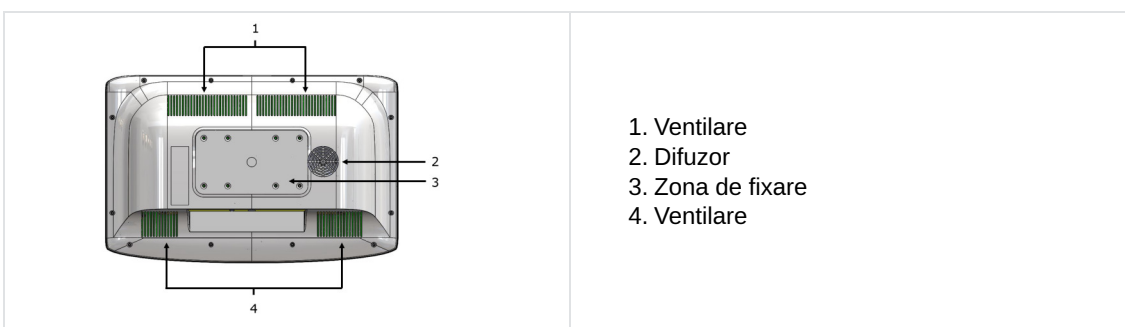 1
2
3
4
1. Ventilare
2. Difuzor
3. Zona de fixare
4. Ventilare